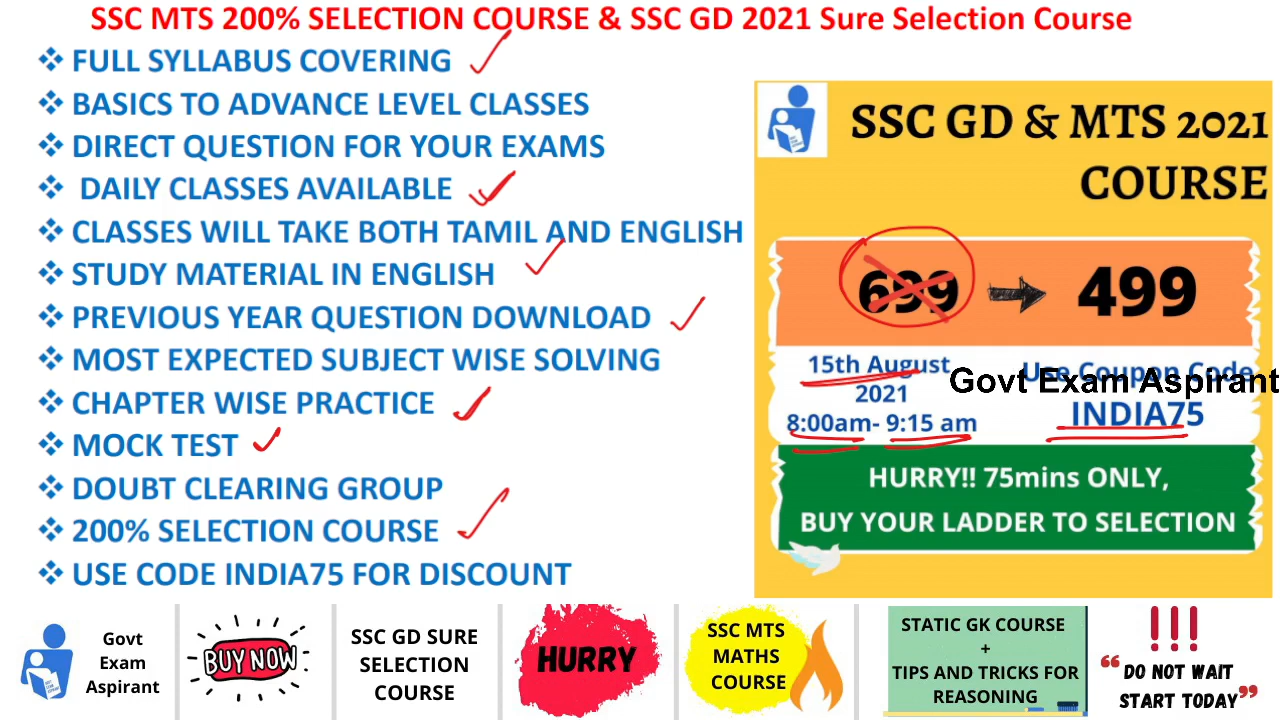 SSC MTS 200% SELECTION COURSE & SSC GD 2021 Sure Selection Course
FULL SYLLABUS COVERING
BASICS TO ADVANCE LEVEL CLASSES
DIRECT QUESTION FOR YOUR EXAMS
DAILY CLASSES AVAILABLE
CLASSES WILL TAKE BOTH TAMIL AND ENGLISH
STUDY MATERIAL IN ENGLISH
PREVIOUS YEAR QUESTION DOWNLOAD
MOST EXPECTED SUBJECT WISE SOLVING
CHAPTER WISE PRACTICE
MOCK TEST
DOUBT CLEARING GROUP
200% SELECTION COURSE
USE CODE INDIA75 FOR DISCOUNT
SSC GD & MTS 2021
COURSE
699 499
15th August
2021
8:00am- 9:15 am
Use Coupon Code
INDIA75
Govt Exam Aspirant
HURRY!! 75mins ONLY,
BUY YOUR LADDER TO SELECTION
Govt
Exam
Aspirant
BUY NOW
SSC GD SURE
SELECTION
COURSE
HURRY
SSC MTS
MATHS
COURSE
STATIC GK COURSE
+
TIPS AND TRICKS FOR
REASONING
!!!
“DO NOT WAIT
START TODAY”